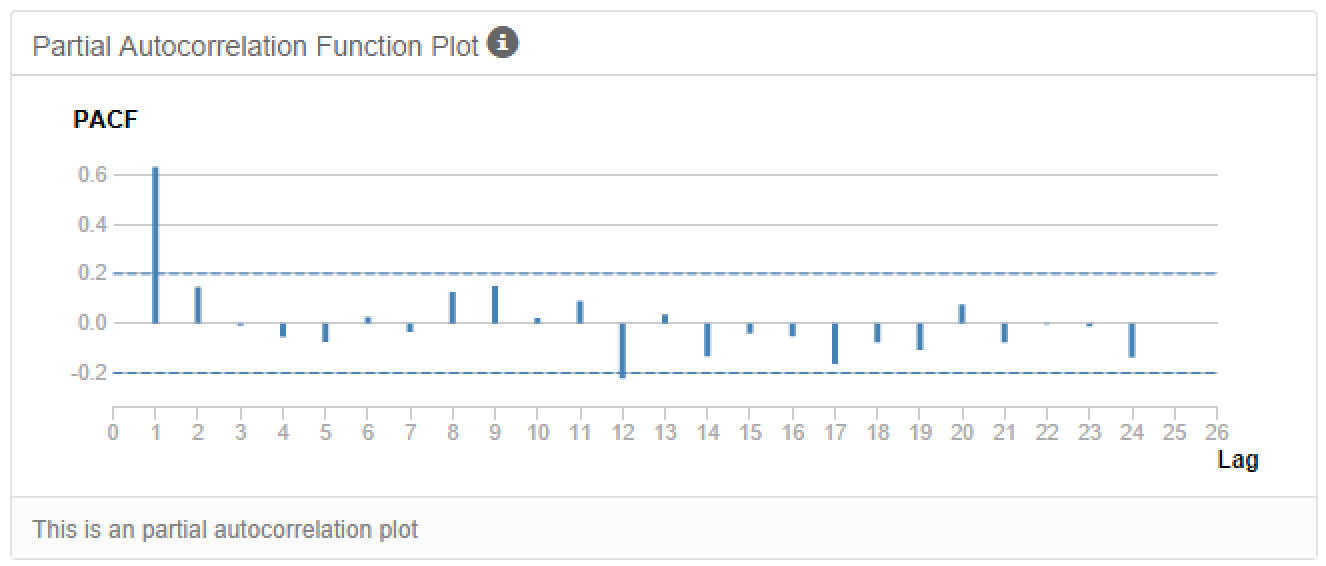 Partial Autocorrelation Function Plot
PACF
0.6
0.4
0.2
0.0
-0.2
0 1 2 3 4 5 6 7 8 9 10 11 12 13 14 15 16 17 18 19 20 21 22 23 24 25 26
Lag
This is an partial autocorrelation plot